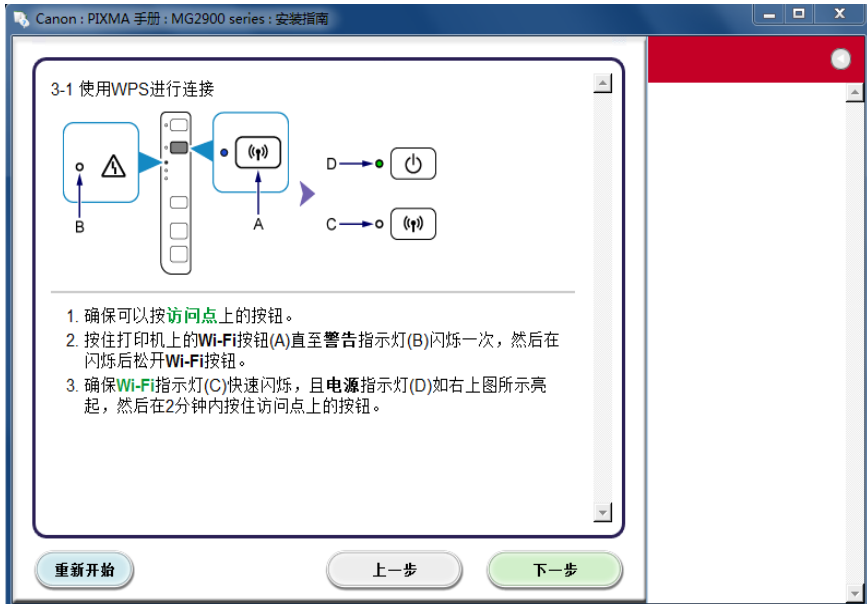 Canon : PIXMA 手册 : MG2900 series : 安装指南
3-1 使用WPS进行连接
B
A
D
C
1. 确保可以按访问点上的按钮。
2. 按住打印机上的Wi-Fi按钮(A)直至警告指示灯(B)闪烁一次，然后在
闪烁后松开Wi-Fi按钮。
3. 确保Wi-Fi指示灯(C)快速闪烁，且电源指示灯(D)如右上图所示亮
起，然后在2分钟内按住访问点上的按钮。
重新开始
上一步
下一步